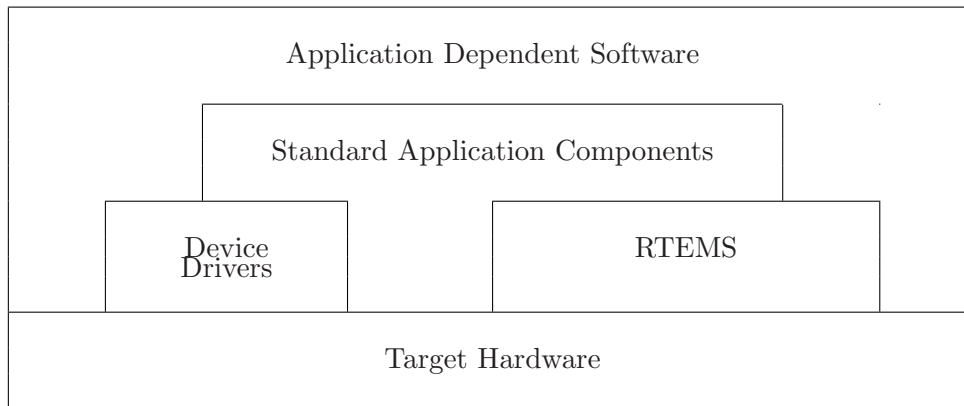 Application Dependent Software
Standard Application Components
Device
Drivers
RTEMS
Target Hardware